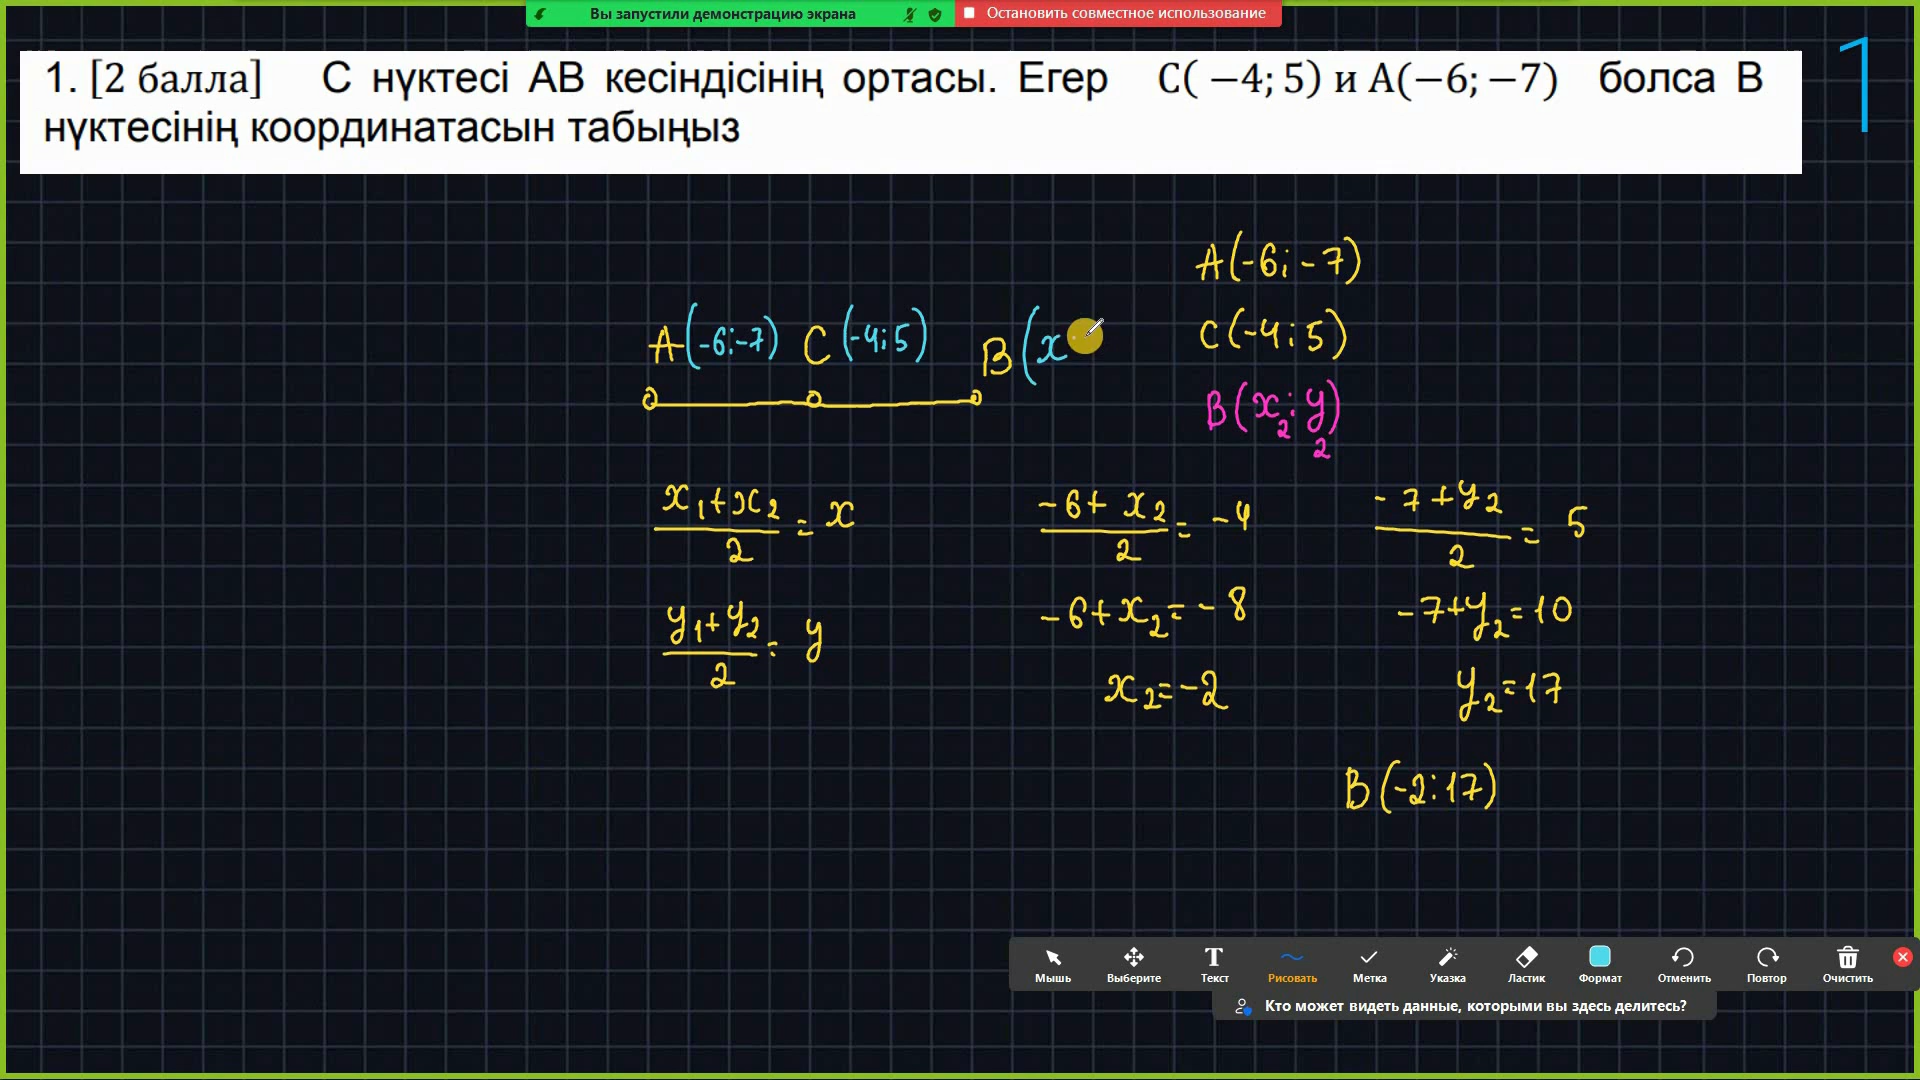 Вы запустили демонстрацию экрана
Остановить совместное использование
1. [2 балла] С нүктесі АВ кесіндісінің ортасы. Егер C( −4; 5) и A(−6; −7) болса В
нүктесінің координатасын табыңыз
1
A(-6;-7)
A(-6;-7) C(-4;5) B(x
C(-4;5)
B(x₂;y₂)
(x₁+x₂)/2 = x
(-6+x₂)/2 = -4
(-7+y₂)/2 = 5
(y₁+y₂)/2 = y
-6+x₂=-8
-7+y₂=10
x₂=-2
y₂=17
B(-2;17)
Мышь
Выберите
Текст
Рисовать
Метка
Указка
Ластик
Формат
Отменить
Повтор
Очистить
Кто может видеть данные, которыми вы здесь делитесь?